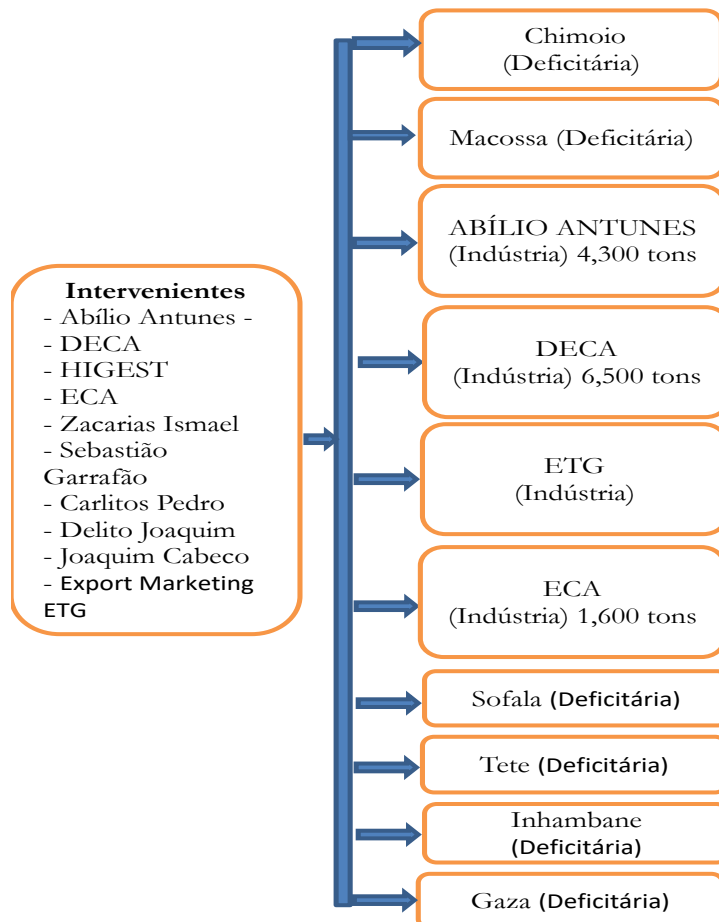 Intervenientes
- Abílio Antunes -
- DECA
- HIGEST
- ECA
- Zacarias Ismael
- Sebastião
Garrafão
- Carlitos Pedro
- Delito Joaquim
- Joaquim Cabeco
- Export Marketing
ETG
Chimoio
(Deficitária)
Macossa (Deficitária)
ABÍLIO ANTUNES
(Indústria) 4,300 tons
DECA
(Indústria) 6,500 tons
ETG
(Indústria)
ECA
(Indústria) 1,600 tons
Sofala (Deficitária)
Tete (Deficitária)
Inhambane
(Deficitária)
Gaza (Deficitária)